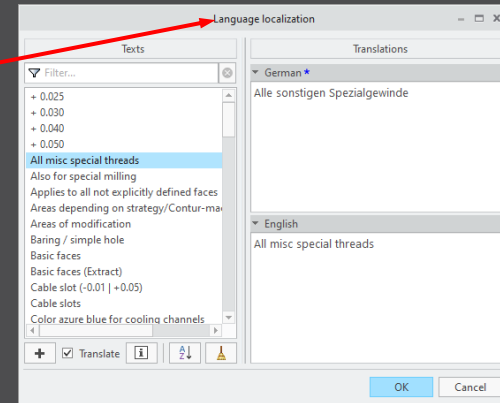 Language localization
Texts
Filter...
+ 0.025
+ 0.030
+ 0.040
+ 0.050
All misc special threads
Also for special milling
Applies to all not explicitly defined faces
Areas depending on strategy/Contur-ma
Areas of modification
Baring / simple hole
Basic faces
Basic faces (Extract)
Cable slot (-0.01 | +0.05)
Cable slots
Color azure blue for cooling channels
Translate
Translations
German *
Alle sonstigen Spezialgewinde
English
All misc special threads
OK
Cancel